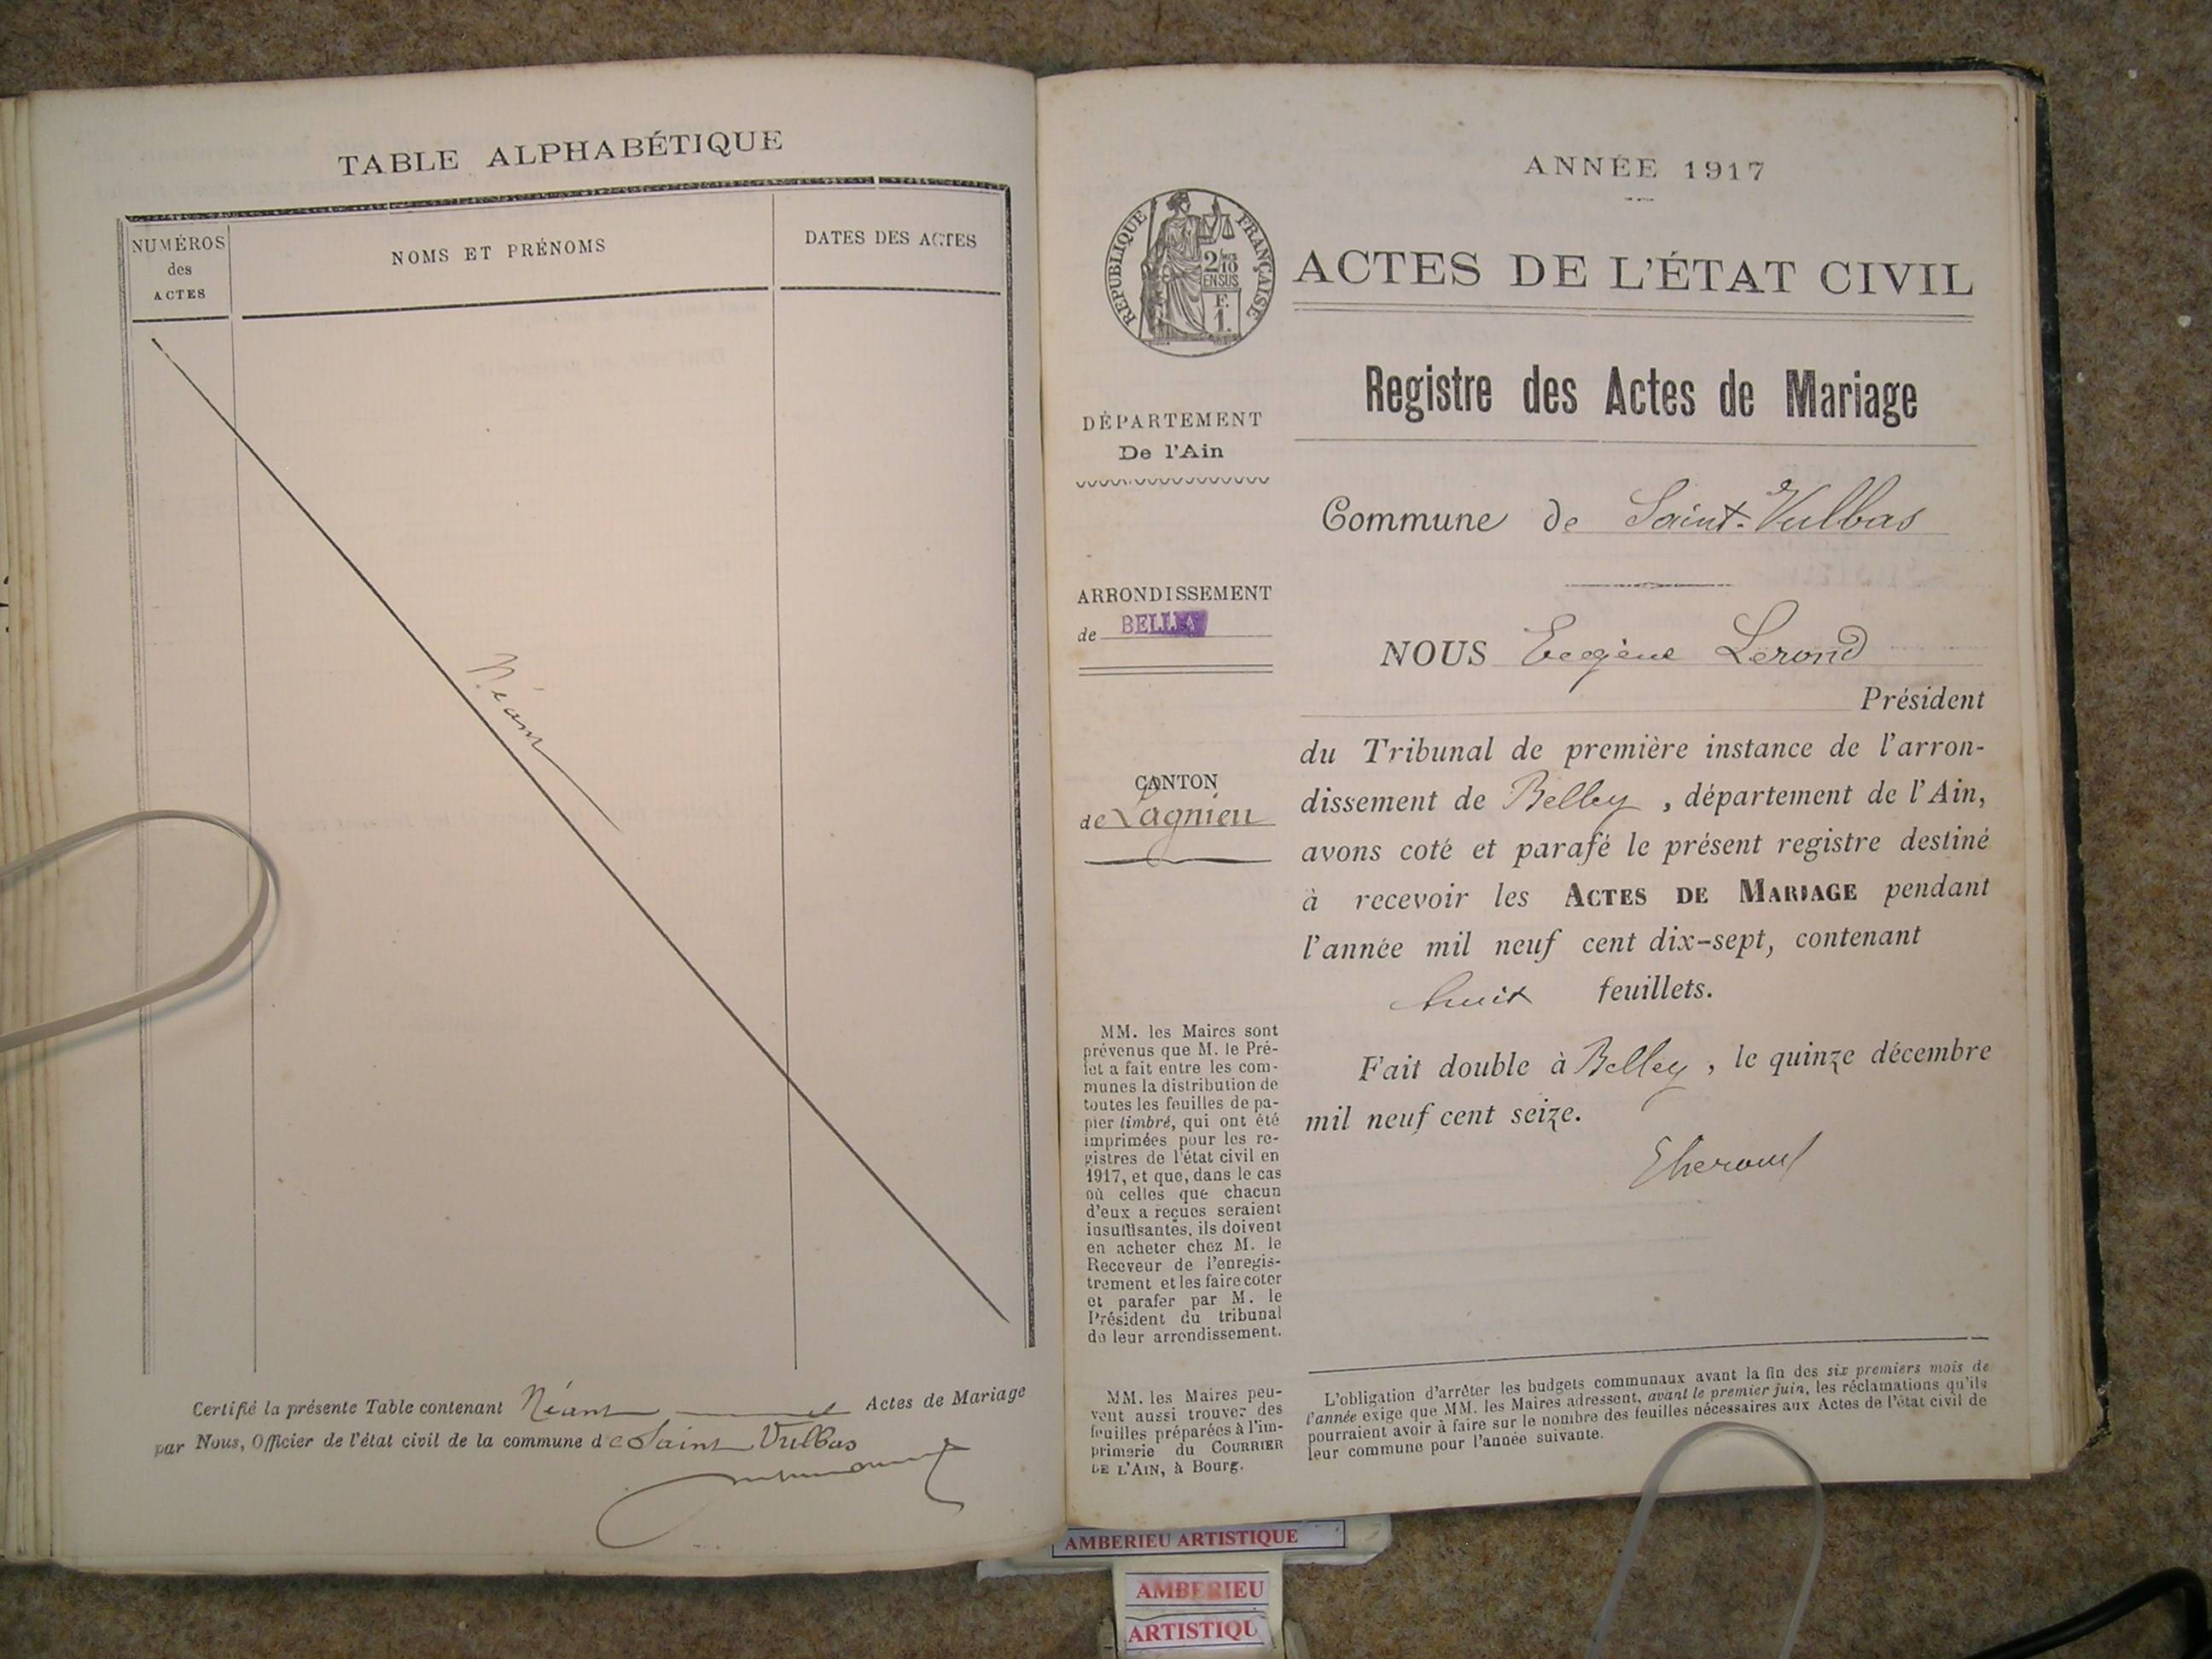 TABLE ALPHABÉTIQUE
NUMÉROS
des
ACTES
NOMS ET PRÉNOMS
DATES DES ACTES
Néant
Certifié la présente Table contenant Néant Actes de Mariage
par Nous, Officier de l'état civil de la commune de Saint Vulbas
ANNÉE 1917
RÉPUBLIQUE FRANÇAISE
2/10
EN SUS
F.
1.
ACTES DE L'ÉTAT CIVIL
Registre des Actes de Mariage
DÉPARTEMENT
De l'Ain
Commune de Saint-Vulbas
ARRONDISSEMENT
de BELLEY
NOUS Eugène Lerond
Président
du Tribunal de première instance de l'arron-
CANTON
de Lagnieu
dissement de Belley, département de l'Ain,
avons coté et parafé le présent registre destiné
à recevoir les ACTES DE MARIAGE pendant
l'année mil neuf cent dix-sept, contenant
huit feuillets.
Fait double à Belley, le quinze décembre
mil neuf cent seize.
MM. les Maires sont
prévenus que M. le Pré-
fet a fait entre les com-
munes la distribution de
toutes les feuilles de pa-
pier timbré, qui ont été
imprimées pour les re-
gistres de l'état civil en
1917, et que, dans le cas
où celles que chacun
d'eux a reçues seraient
insuffisantes, ils doivent
en acheter chez M. le
Receveur de l'enregis-
trement et les faire coter
et parafer par M. le
Président du tribunal
de leur arrondissement.
MM. les Maires peu-
vent aussi trouver des
feuilles préparées à l'im-
primerie du COURRIER
DE L'AIN, à Bourg.
L'obligation d'arrêter les budgets communaux avant la fin des six premiers mois de
l'année exige que MM. les Maires adressent, avant le premier juin, les réclamations qu'ils
pourraient avoir à faire sur le nombre des feuilles nécessaires aux Actes de l'état civil de
leur commune pour l'année suivante.
AMBERIEU ARTISTIQUE
AMBERIEU
ARTISTIQU